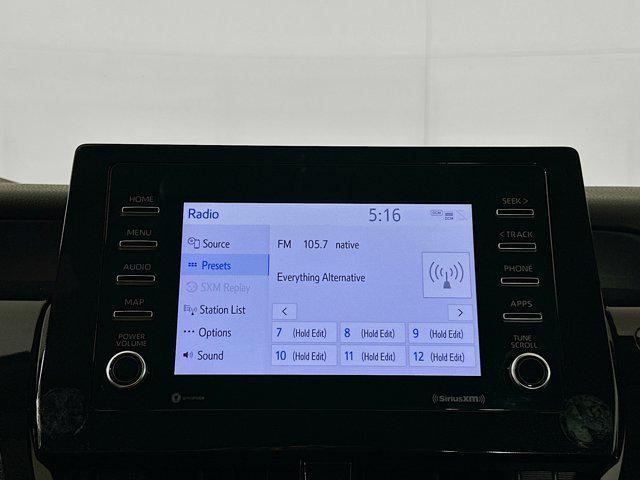 HOME
MENU
AUDIO
MAP
POWER
VOLUME
Radio 5:16
Source
Presets
SXM Replay
Station List
Options
Sound
FM 105.7 native
Everything Alternative
< >
7 (Hold Edit) 8 (Hold Edit) 9 (Hold Edit)
10 (Hold Edit) 11 (Hold Edit) 12 (Hold Edit)
SEEK >
< TRACK
PHONE
APPS
TUNE
SCROLL
((SiriusXM))